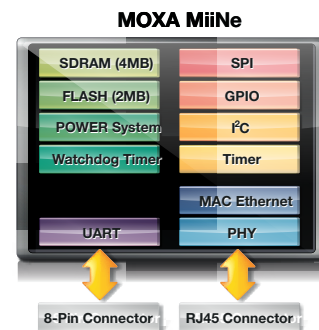 MOXA MiiNe
SDRAM (4MB)
FLASH (2MB)
POWER System
Watchdog Timer
UART
SPI
GPIO
I²C
Timer
MAC Ethernet
PHY
8-Pin Connector
RJ45 Connector